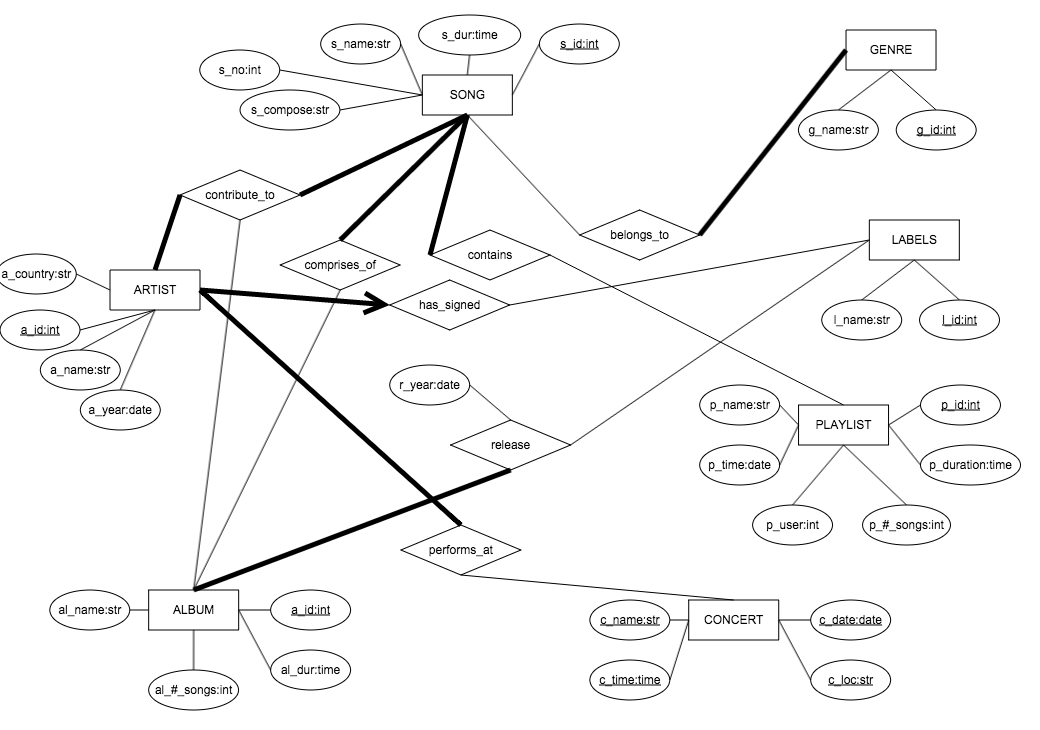 s_name:str
s_dur:time
s_id:int
s_no:int
s_compose:str
SONG
GENRE
g_name:str
g_id:int
contribute_to
belongs_to
LABELS
l_name:str
l_id:int
comprises_of
contains
a_country:str
ARTIST
has_signed
a_id:int
a_name:str
a_year:date
r_year:date
release
p_name:str
p_id:int
PLAYLIST
p_time:date
p_duration:time
p_user:int
p_#_songs:int
performs_at
al_name:str
ALBUM
a_id:int
al_dur:time
al_#_songs:int
c_name:str
CONCERT
c_date:date
c_time:time
c_loc:str